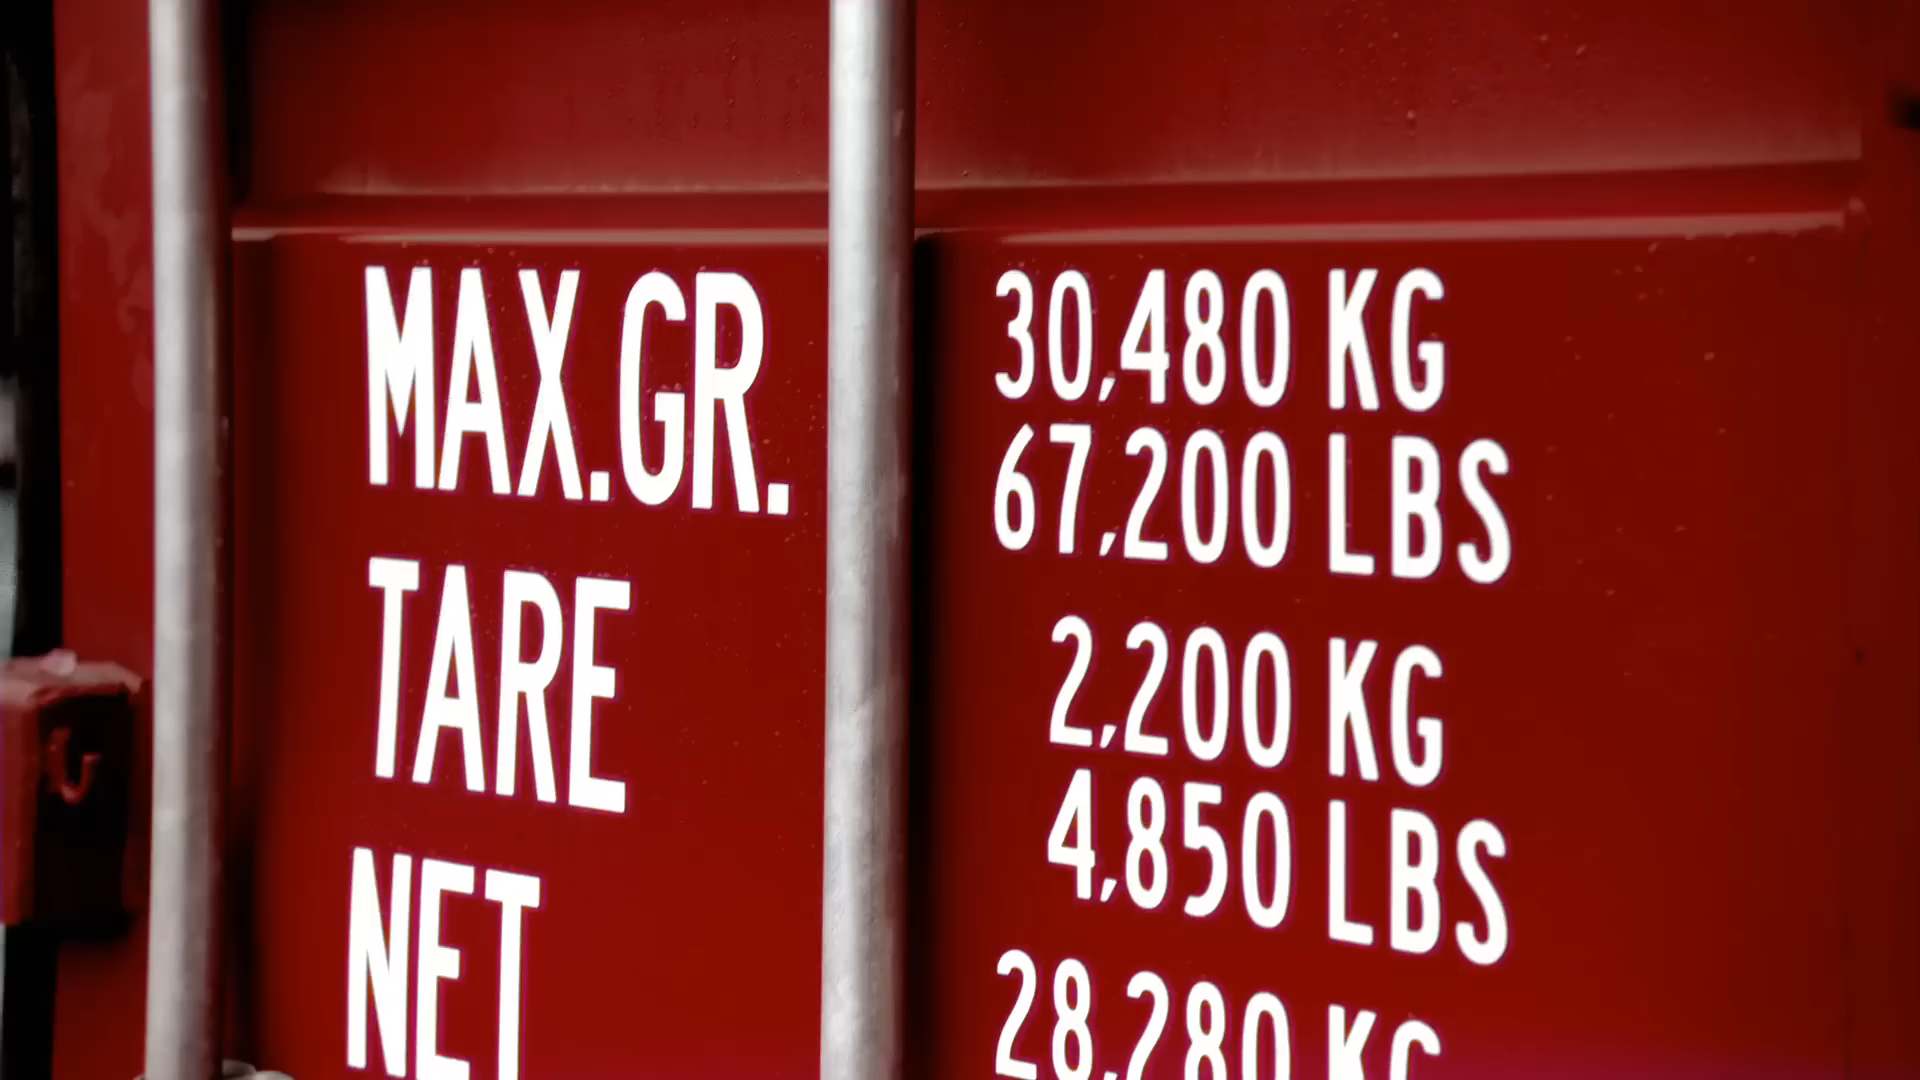 MAX.GR. 30,480 KG
67,200 LBS
TARE 2,200 KG
4,850 LBS
NET 28,280 KG